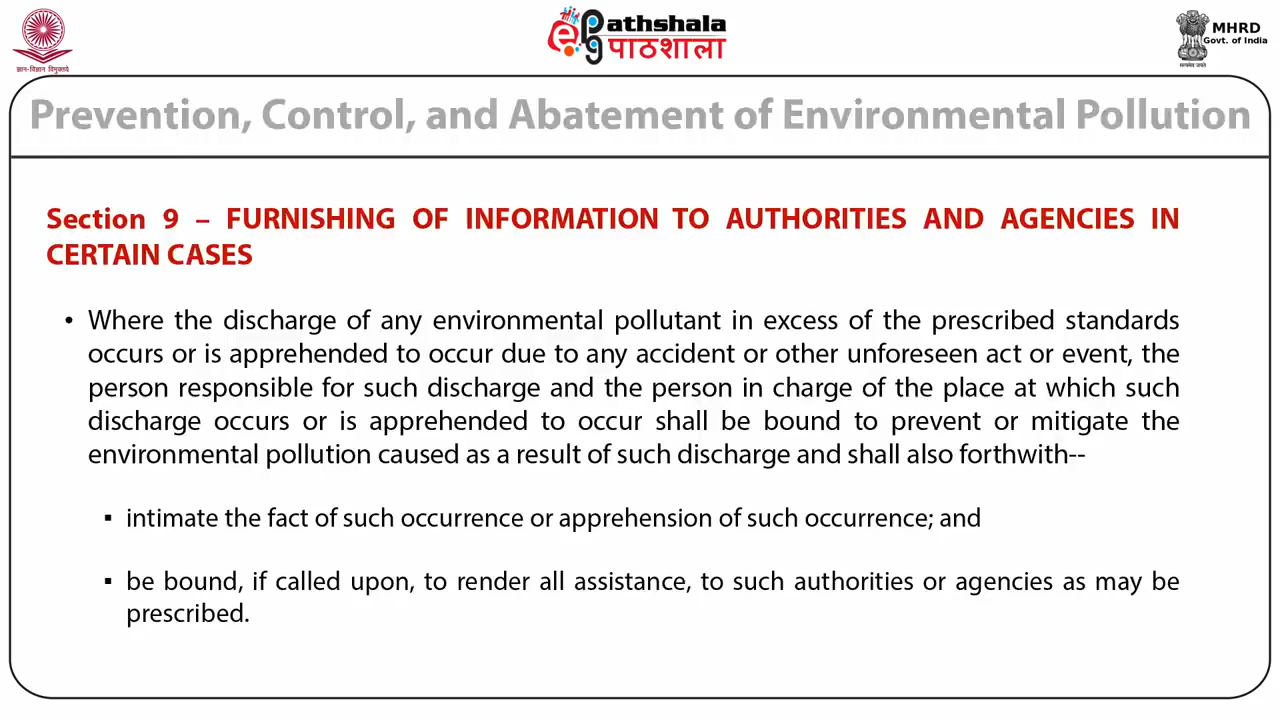 ePathshala
पाठशाला
MHRD
Govt. of India
ज्ञान-विज्ञान विमुक्तये
सत्यमेव जयते
Prevention, Control, and Abatement of Environmental Pollution
Section 9 – FURNISHING OF INFORMATION TO AUTHORITIES AND AGENCIES IN
CERTAIN CASES
• Where the discharge of any environmental pollutant in excess of the prescribed standards
occurs or is apprehended to occur due to any accident or other unforeseen act or event, the
person responsible for such discharge and the person in charge of the place at which such
discharge occurs or is apprehended to occur shall be bound to prevent or mitigate the
environmental pollution caused as a result of such discharge and shall also forthwith--
▪ intimate the fact of such occurrence or apprehension of such occurrence; and
▪ be bound, if called upon, to render all assistance, to such authorities or agencies as may be
prescribed.